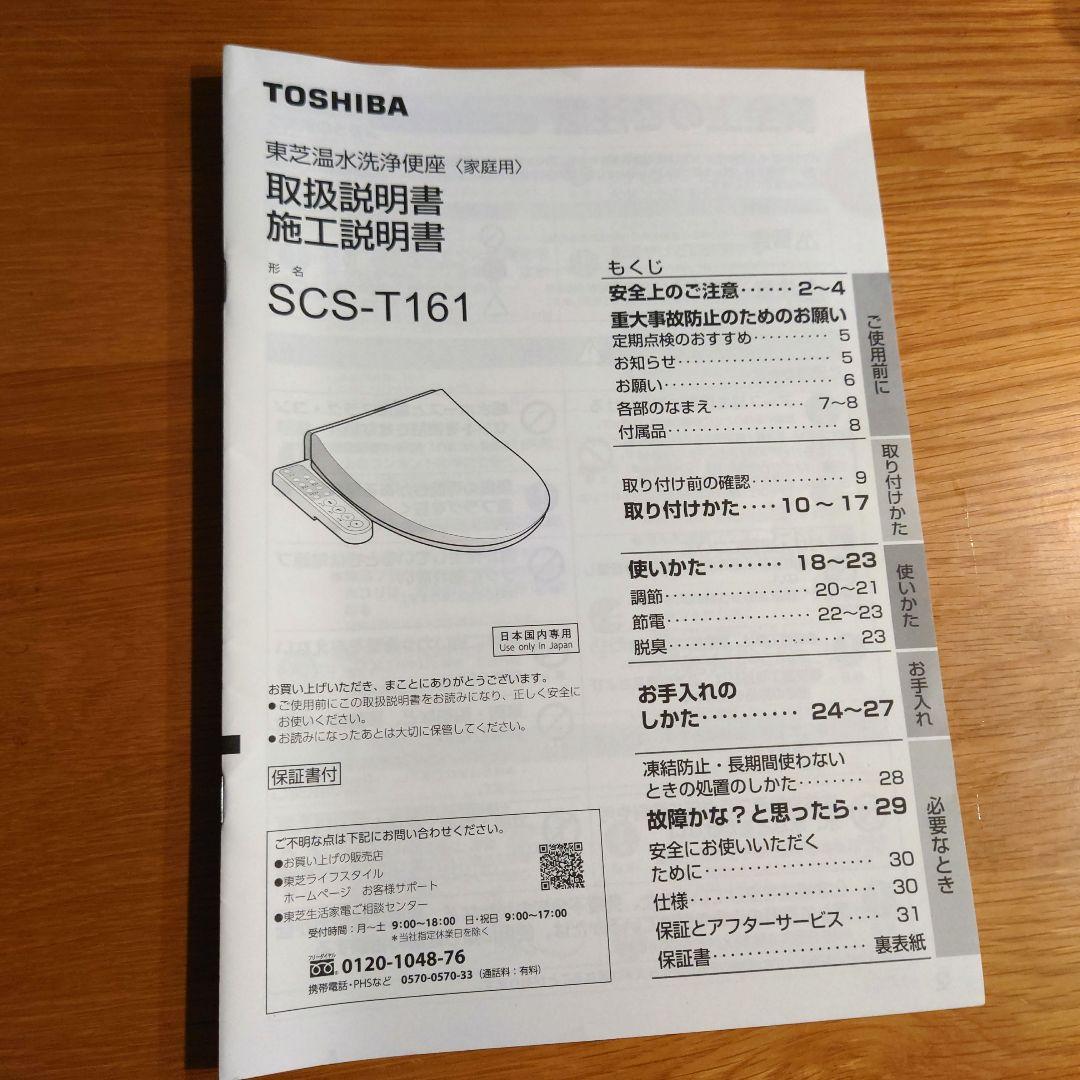 TOSHIBA
東芝温水洗浄便座〈家庭用〉
取扱説明書
施工説明書
形 名
SCS-T161
日本国内専用
Use only in Japan
お買い上げいただき、まことにありがとうございます。
●ご使用前にこの取扱説明書をお読みになり、正しく安全に
お使いください。
●お読みになったあとは大切に保管してください。
保証書付
ご不明な点は下記にお問い合わせください。
●お買い上げの販売店
●東芝ライフスタイル
ホームページ お客様サポート
●東芝生活家電ご相談センター
受付時間：月～土 9:00～18:00 日・祝日 9:00～17:00
＊当社指定休業日を除く
フリーダイヤル
0120-1048-76
携帯電話・PHSなど 0570-0570-33（通話料：有料）
もくじ
安全上のご注意······ 2～4
重大事故防止のためのお願い
定期点検のおすすめ·········· 5
お知らせ···················· 5
お願い······················ 6
各部のなまえ············ 7～8
付属品······················ 8
取り付け前の確認············ 9
取り付けかた···· 10～17
使いかた········ 18～23
調節·················· 20～21
節電·················· 22～23
脱臭······················ 23
お手入れの
しかた·········· 24～27
凍結防止・長期間使わない
ときの処置のしかた········ 28
故障かな？と思ったら·· 29
安全にお使いいただく
ために···················· 30
仕様······················ 30
保証とアフターサービス···· 31
保証書·················· 裏表紙
ご使用前に
取り付けかた
使いかた
お手入れ
必要なとき